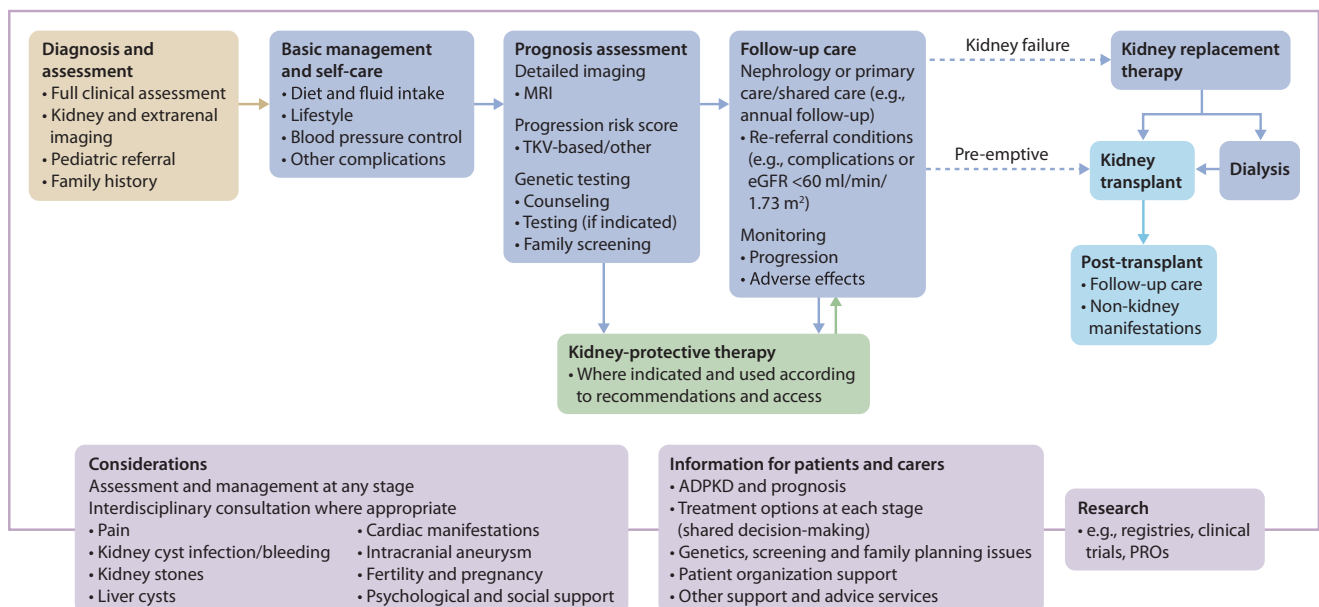 Diagnosis and
assessment
• Full clinical assessment
• Kidney and extrarenal
imaging
• Pediatric referral
• Family history
Basic management
and self-care
• Diet and fluid intake
• Lifestyle
• Blood pressure control
• Other complications
Prognosis assessment
Detailed imaging
• MRI
Progression risk score
• TKV-based/other
Genetic testing
• Counseling
• Testing (if indicated)
• Family screening
Follow-up care
Nephrology or primary
care/shared care (e.g.,
annual follow-up)
• Re-referral conditions
(e.g., complications or
eGFR <60 ml/min/
1.73 m²)
Monitoring
• Progression
• Adverse effects
Kidney failure
Pre-emptive
Kidney replacement
therapy
Kidney
transplant
Dialysis
Post-transplant
• Follow-up care
• Non-kidney
manifestations
Kidney-protective therapy
• Where indicated and used according
to recommendations and access
Considerations
Assessment and management at any stage
Interdisciplinary consultation where appropriate
• Pain
• Kidney cyst infection/bleeding
• Kidney stones
• Liver cysts
• Cardiac manifestations
• Intracranial aneurysm
• Fertility and pregnancy
• Psychological and social support
Information for patients and carers
• ADPKD and prognosis
• Treatment options at each stage
(shared decision-making)
• Genetics, screening and family planning issues
• Patient organization support
• Other support and advice services
Research
• e.g., registries, clinical
trials, PROs